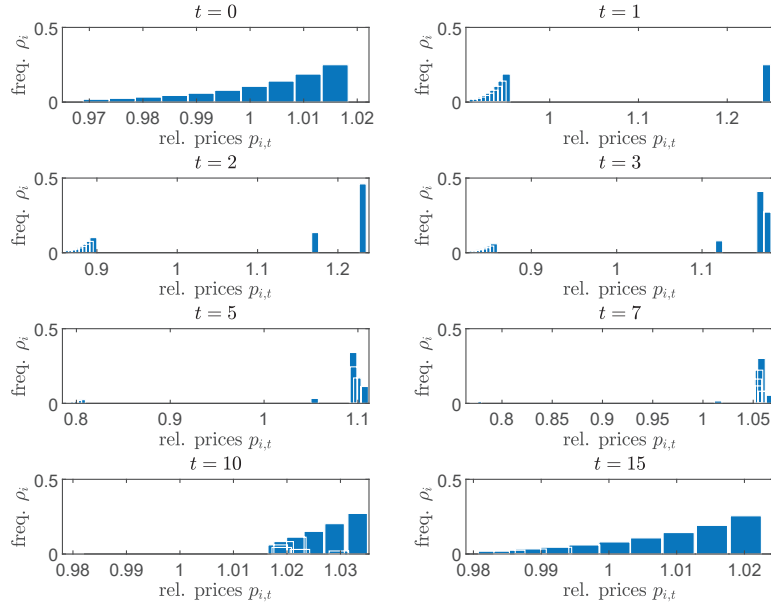 t = 0
0.5
0
freq. ρi
0.97 0.98 0.99 1 1.01 1.02
rel. prices pi,t
t = 1
0.5
0
freq. ρi
1 1.1 1.2
rel. prices pi,t
t = 2
0.5
0
freq. ρi
0.9 1 1.1 1.2
rel. prices pi,t
t = 3
0.5
0
freq. ρi
0.9 1 1.1
rel. prices pi,t
t = 5
0.5
0
freq. ρi
0.8 0.9 1 1.1
rel. prices pi,t
t = 7
0.5
0
freq. ρi
0.8 0.85 0.9 0.95 1 1.05
rel. prices pi,t
t = 10
0.5
0
freq. ρi
0.98 0.99 1 1.01 1.02 1.03
rel. prices pi,t
t = 15
0.5
0
freq. ρi
0.98 0.99 1 1.01 1.02
rel. prices pi,t